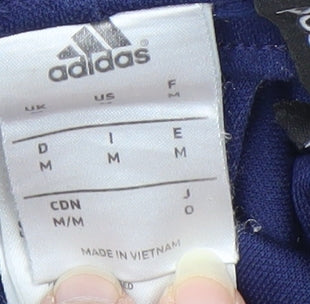 adidas
UK US F
M
D I E
M M M
CDN J
M/M O
MADE IN VIETNAM